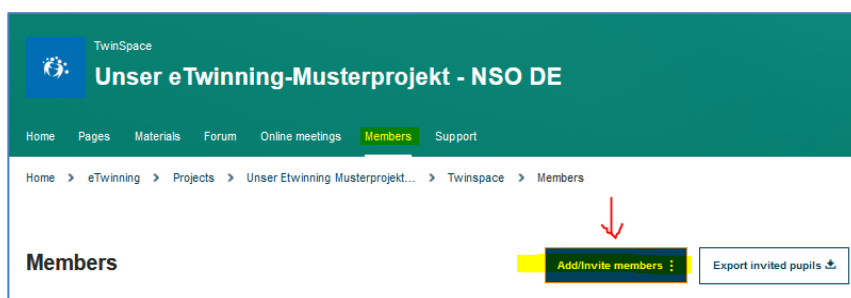 TwinSpace
Unser eTwinning-Musterprojekt - NSO DE
Home Pages Materials Forum Online meetings Members Support
Home > eTwinning > Projects > Unser Etwinning Musterprojekt... > Twinspace > Members
Members Add/Invite members ⋮ Export invited pupils